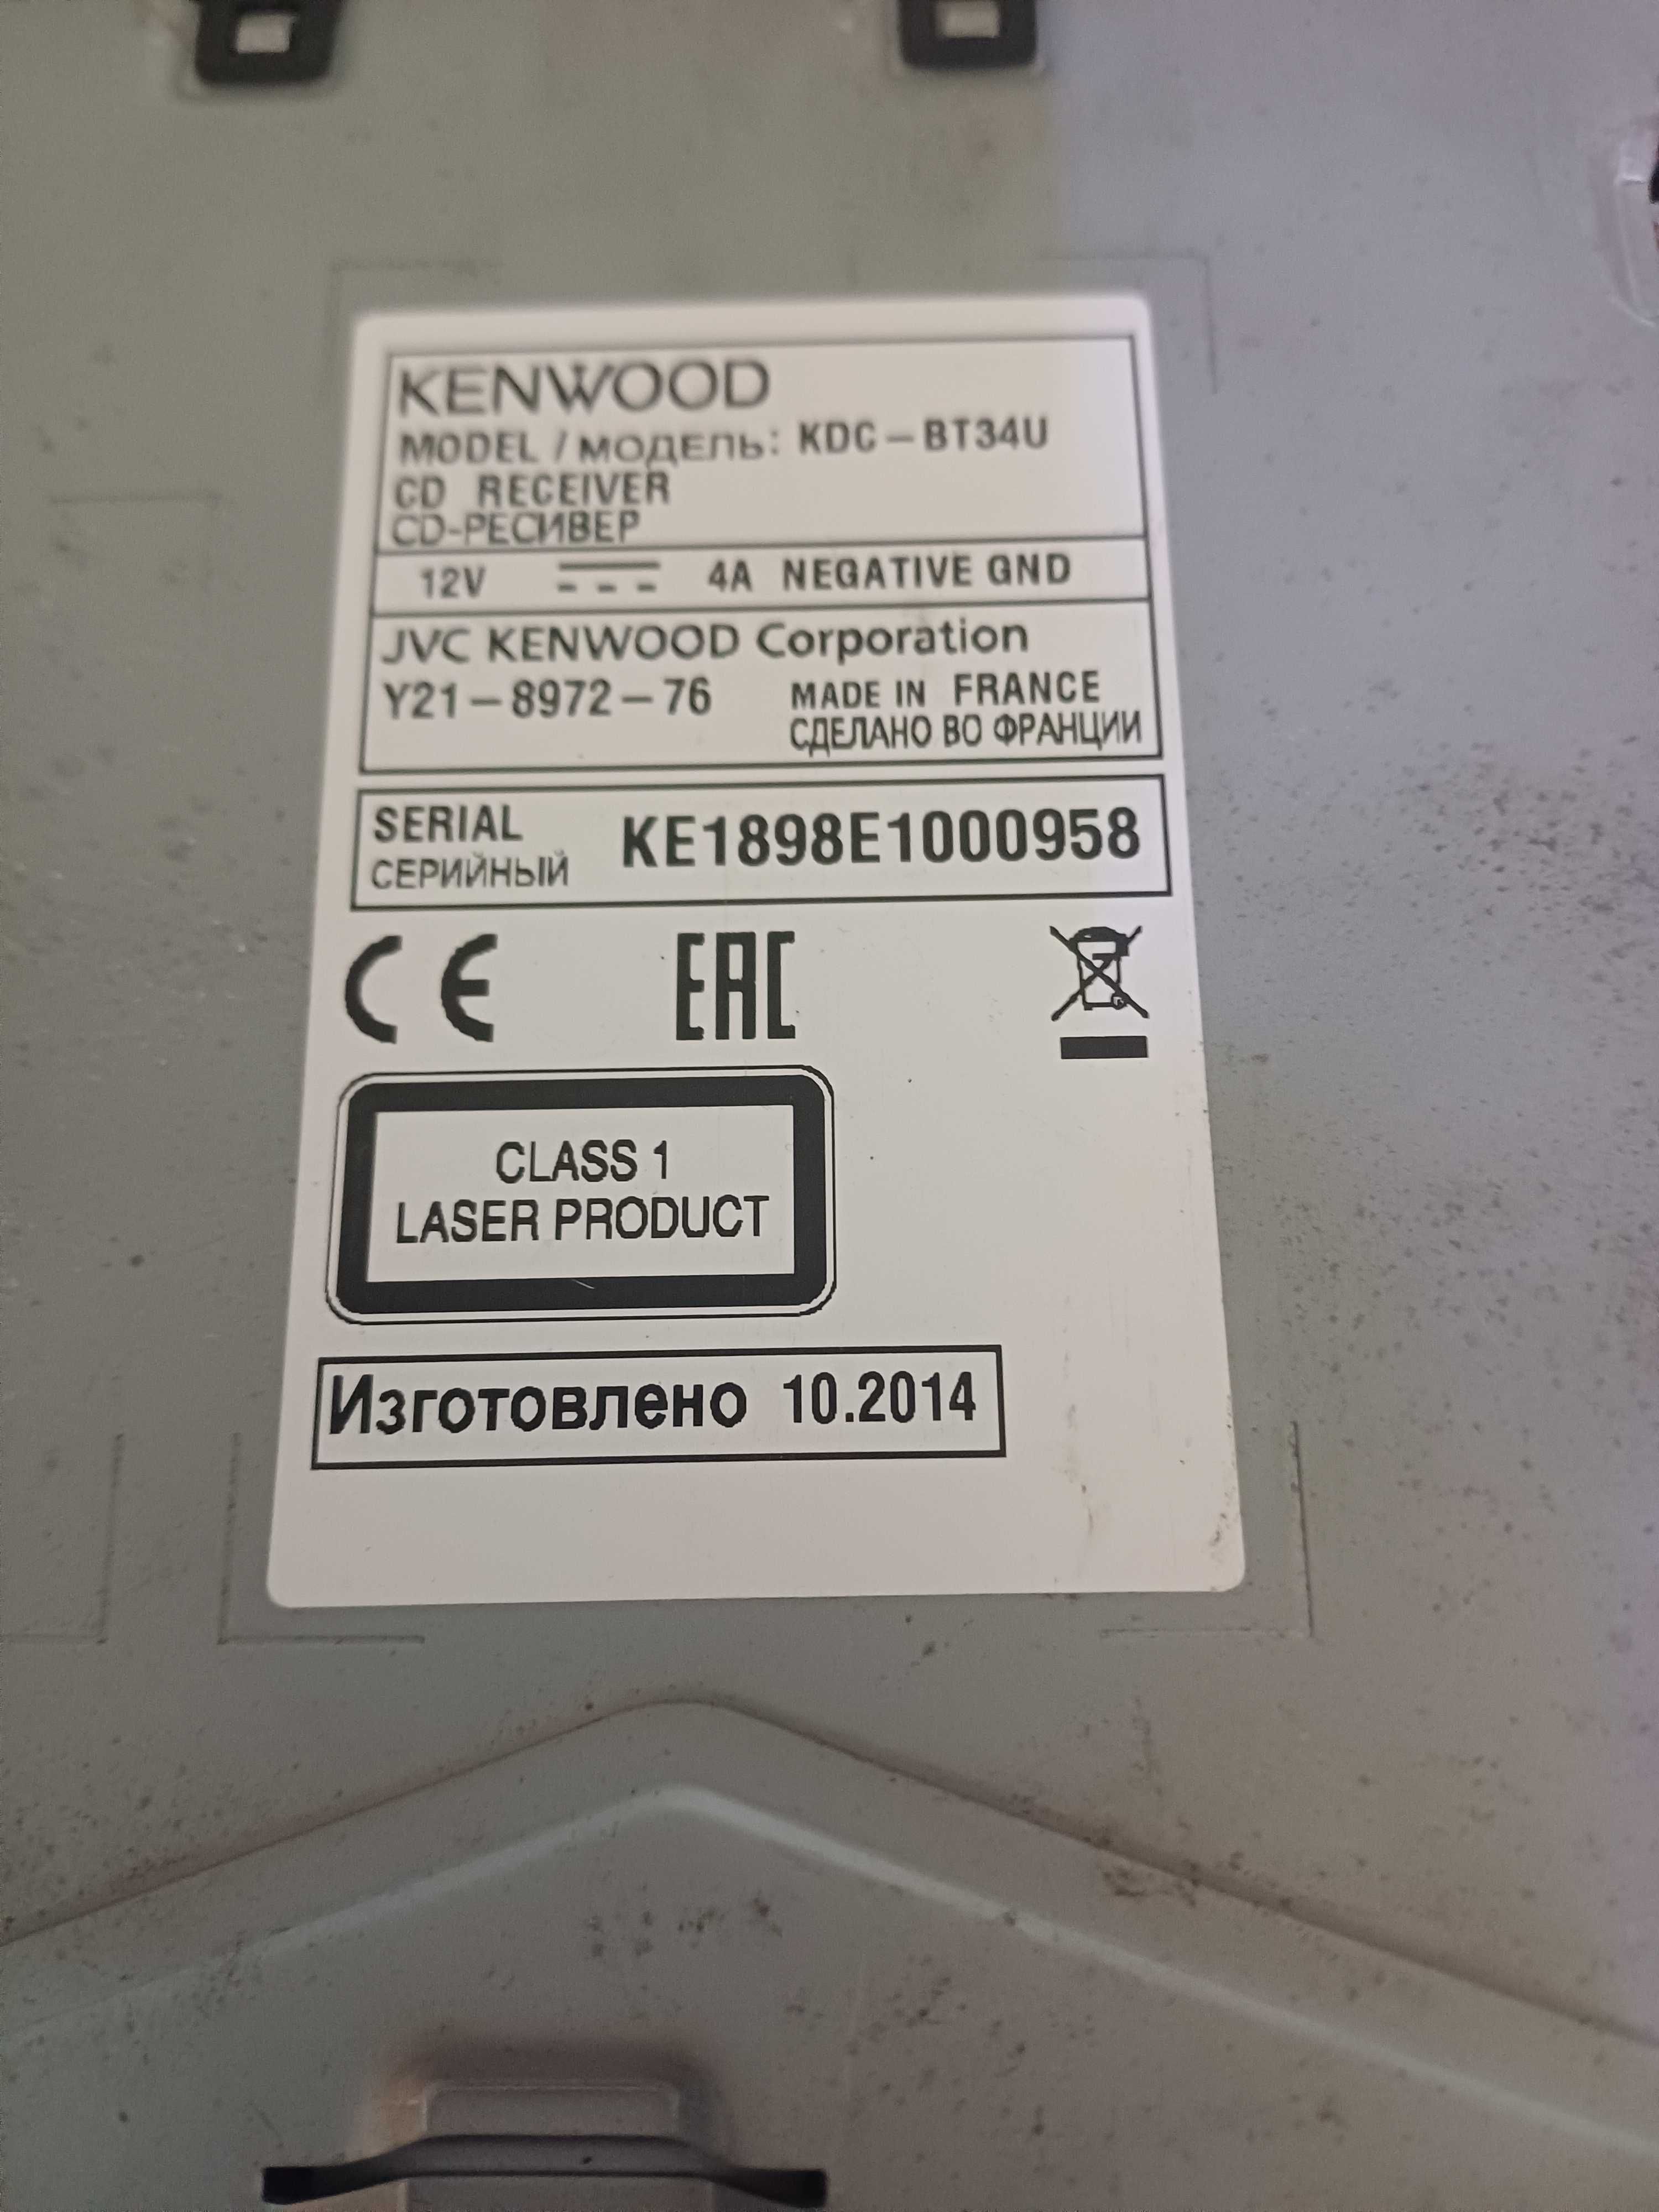 KENWOOD
MODEL / МОДЕЛЬ: KDC-BT34U
CD RECEIVER
CD-РЕСИВЕР
12V 4A NEGATIVE GND
JVC KENWOOD Corporation
Y21-8972-76 MADE IN FRANCE
СДЕЛАНО ВО ФРАНЦИИ
SERIAL KE1898E1000958
СЕРИЙНЫЙ
CE EAC
CLASS 1
LASER PRODUCT
Изготовлено 10.2014